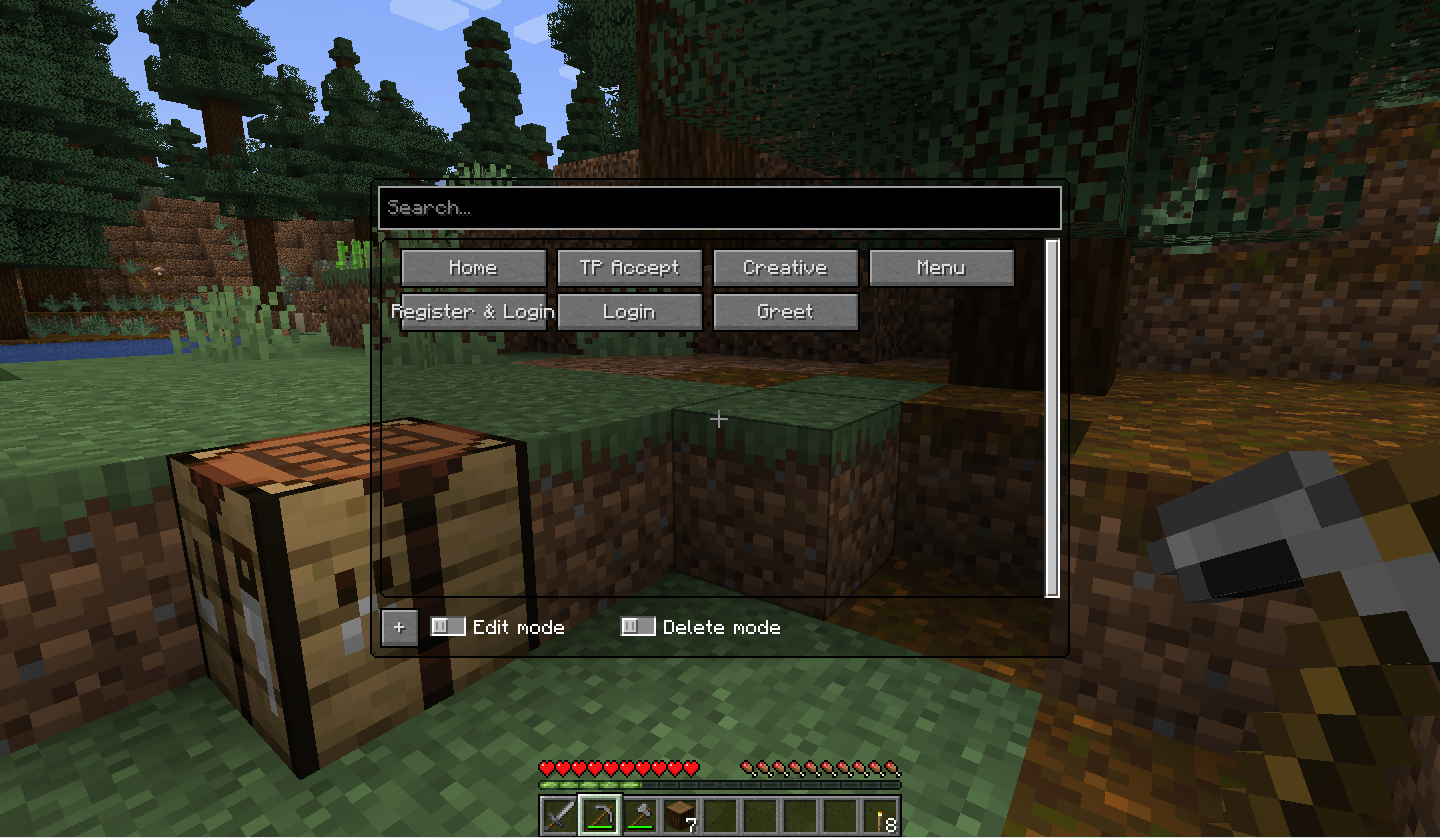 Search...
Home TP Accept Creative Menu
Register & Login Login Greet
+ Edit mode Delete mode
7 8